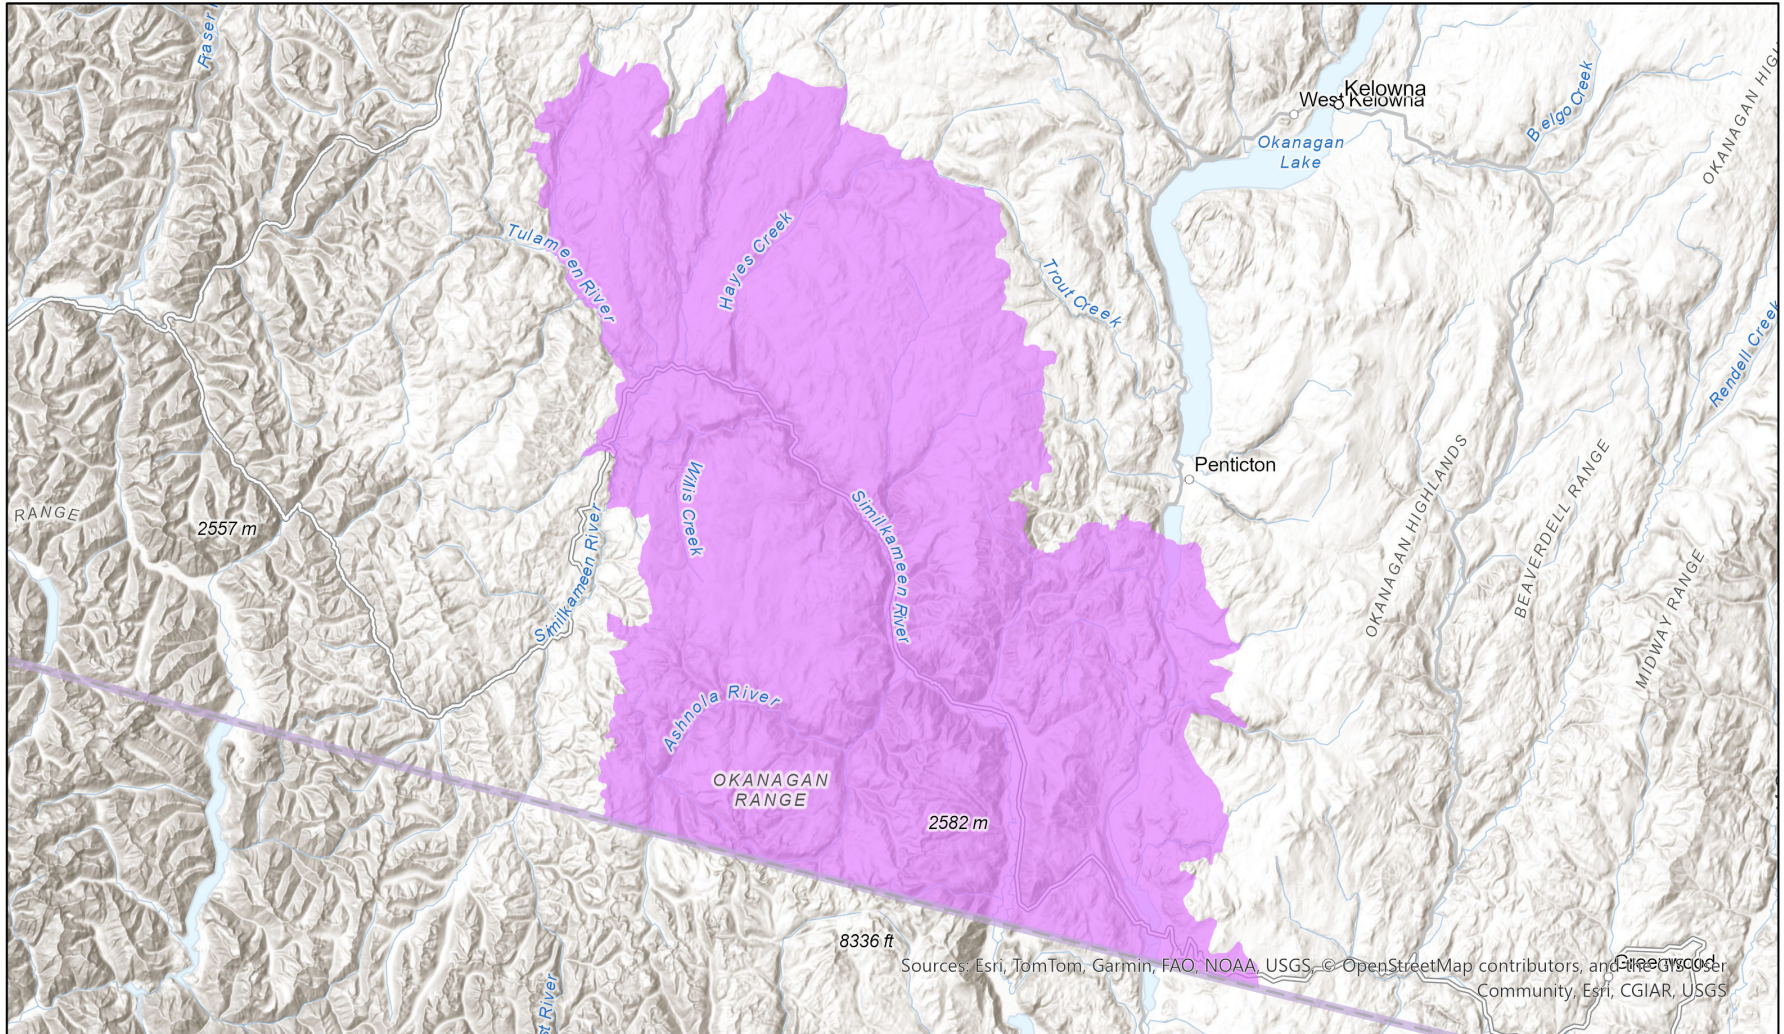 Fraser
Kelowna
West Kelowna
Okanagan
Lake
Belgo Creek
OKANAGAN HIG
Tulameen River
Hayes Creek
Trout Creek
Rendell Creek
Penticton
Willis Creek
Similkameen River
RANGE
2557 m
Similkameen River
OKANAGAN HIGHLANDS
BEAVERDELL RANGE
MIDWAY RANGE
Ashnola River
OKANAGAN
RANGE
2582 m
8336 ft
Greenwood
Sources: Esri, TomTom, Garmin, FAO, NOAA, USGS, © OpenStreetMap contributors, and the GIS User
Community, Esri, CGIAR, USGS
st River